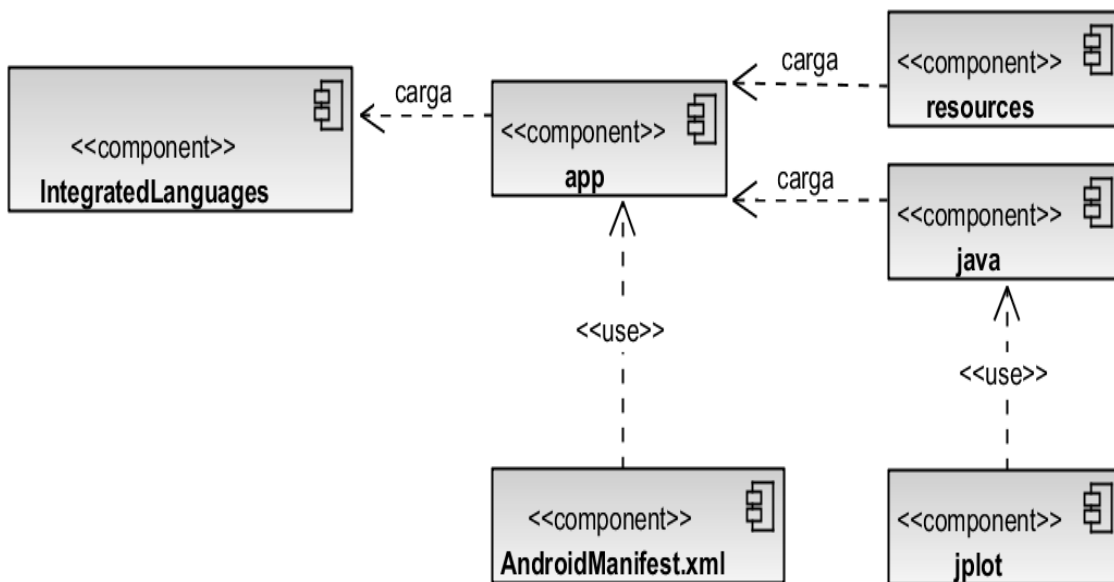 <<component>>
IntegratedLanguages
carga
<<component>>
app
carga
<<component>>
resources
carga
<<component>>
java
<<use>>
<<use>>
<<component>>
AndroidManifest.xml
<<component>>
jplot